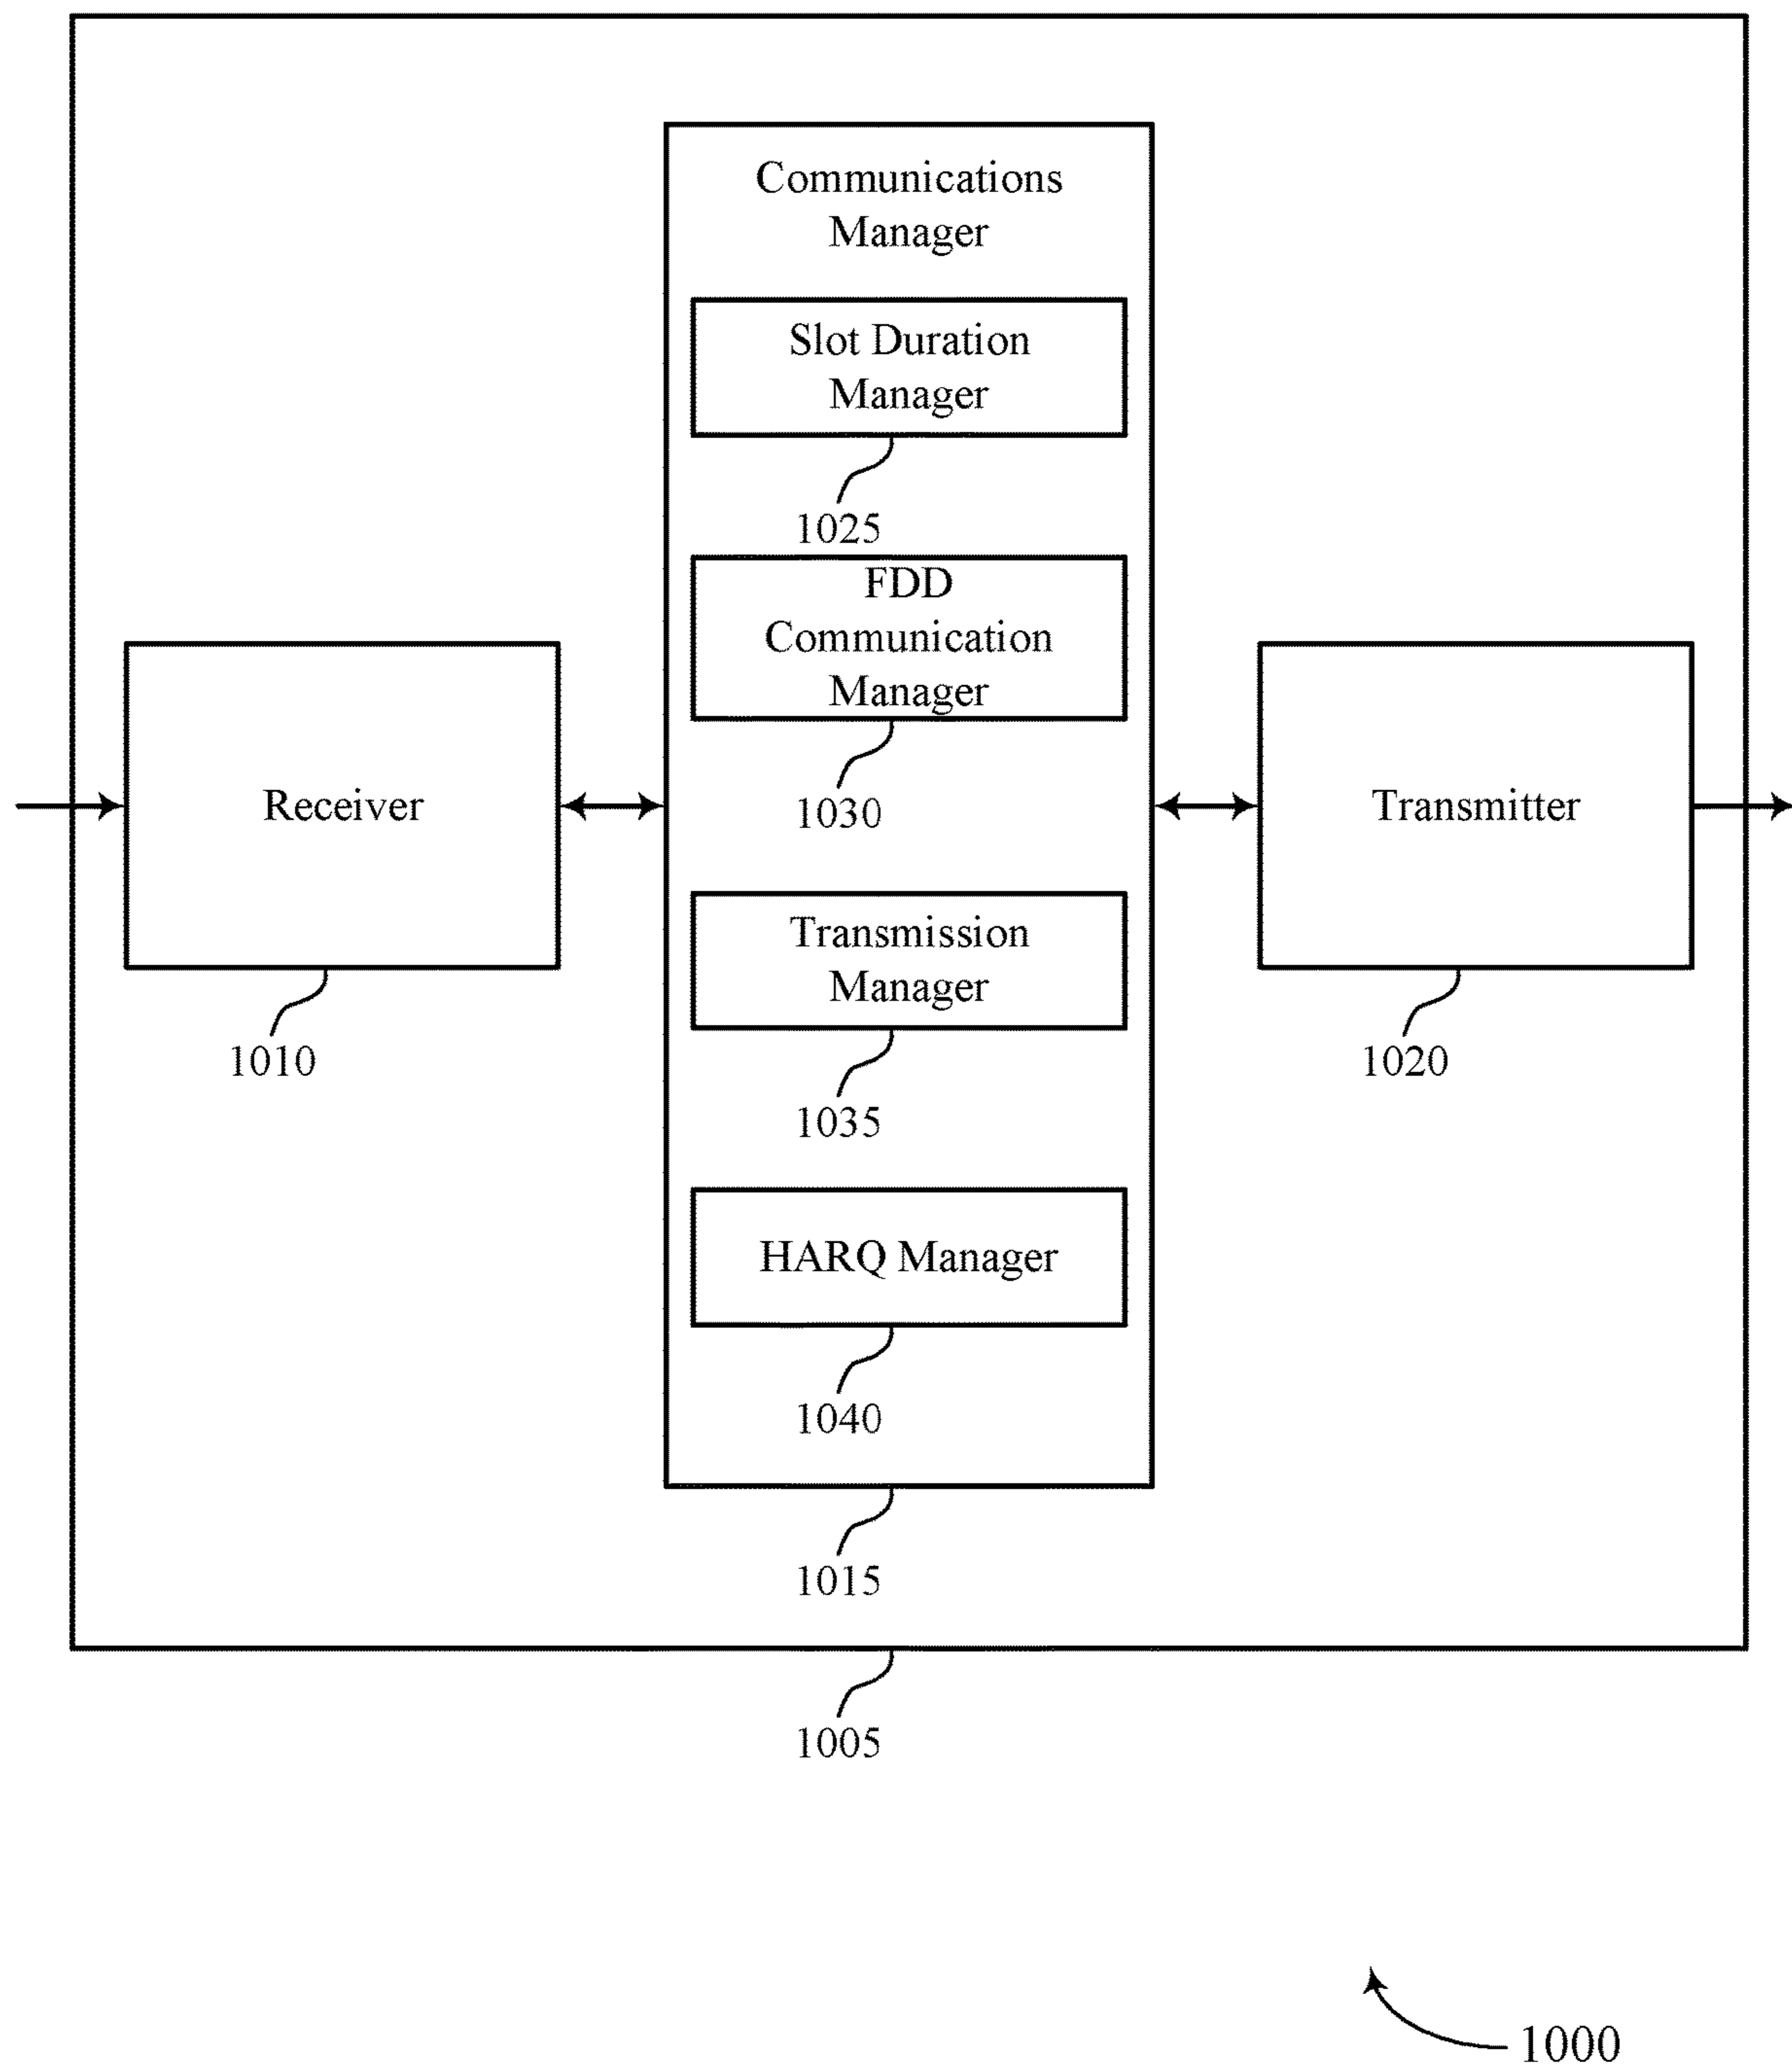 Communications
Manager
Slot Duration
Manager
1025
FDD
Communication
Manager
1030
Receiver
1010
Transmission
Manager
1035
Transmitter
1020
HARQ Manager
1040
1015
1005
1000